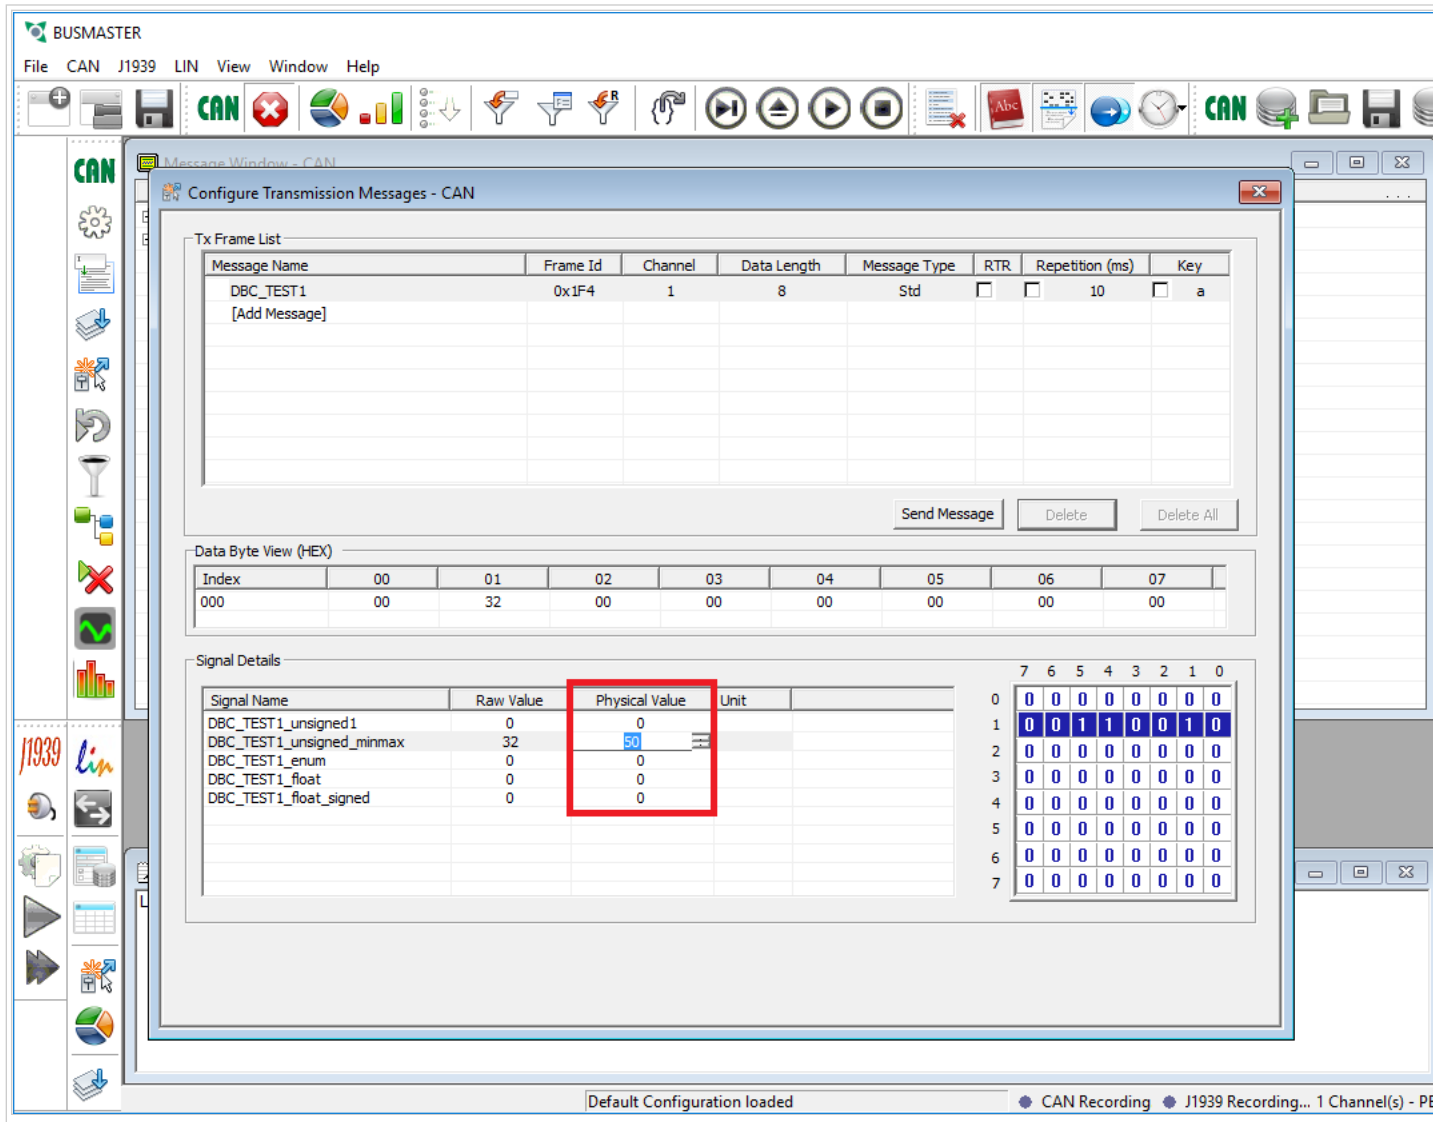 BUSMASTER
File CAN J1939 LIN View Window Help
CAN R Abc CAN
CAN Message Window - CAN
Configure Transmission Messages - CAN
...
Tx Frame List
Message Name Frame Id Channel Data Length Message Type RTR Repetition (ms) Key
DBC_TEST1 0x1F4 1 8 Std 10 a
[Add Message]
Send Message Delete Delete All
Data Byte View (HEX)
Index 00 01 02 03 04 05 06 07
000 00 32 00 00 00 00 00 00
Signal Details
7 6 5 4 3 2 1 0
Signal Name Raw Value Physical Value Unit
DBC_TEST1_unsigned1 0 0
DBC_TEST1_unsigned_minmax 32 50
DBC_TEST1_enum 0 0
DBC_TEST1_float 0 0
DBC_TEST1_float_signed 0 0
0 0 0 0 0 0 0 0 0
1 0 0 1 1 0 0 1 0
2 0 0 0 0 0 0 0 0
3 0 0 0 0 0 0 0 0
4 0 0 0 0 0 0 0 0
5 0 0 0 0 0 0 0 0
6 0 0 0 0 0 0 0 0
7 0 0 0 0 0 0 0 0
J1939 lin
Default Configuration loaded CAN Recording J1939 Recording... 1 Channel(s) - PE